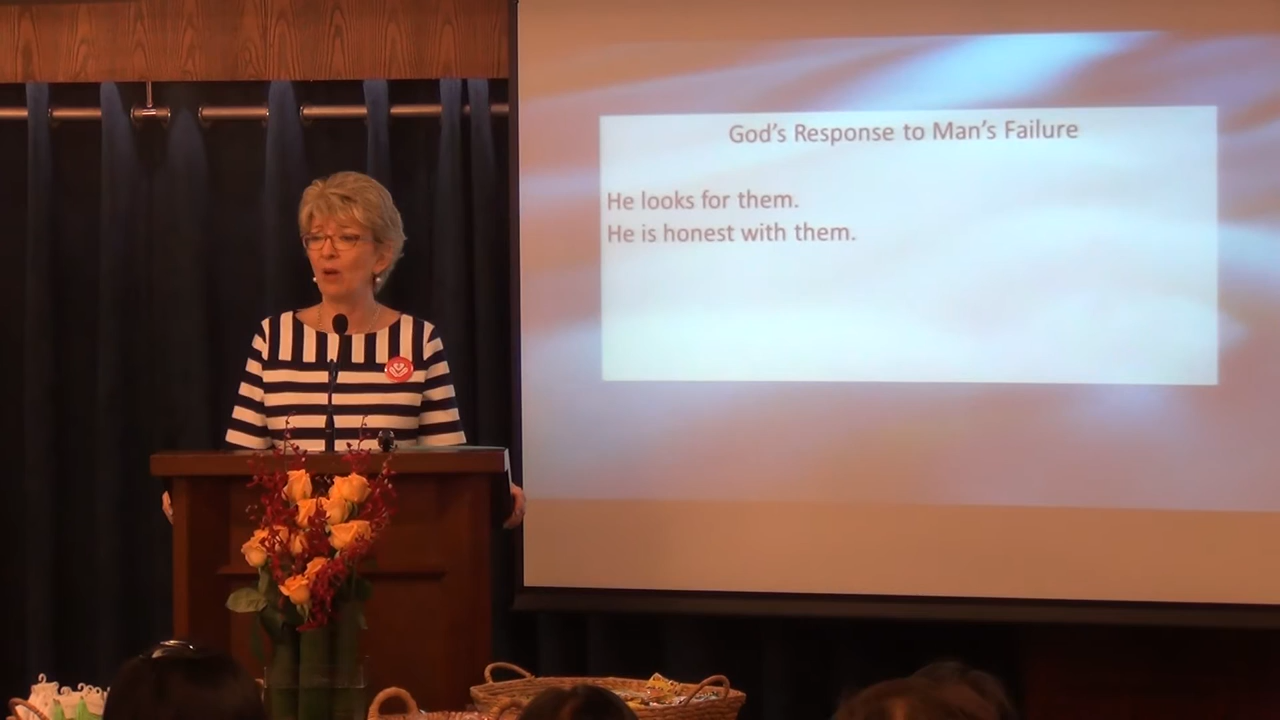 God's Response to Man's Failure
He looks for them.
He is honest with them.